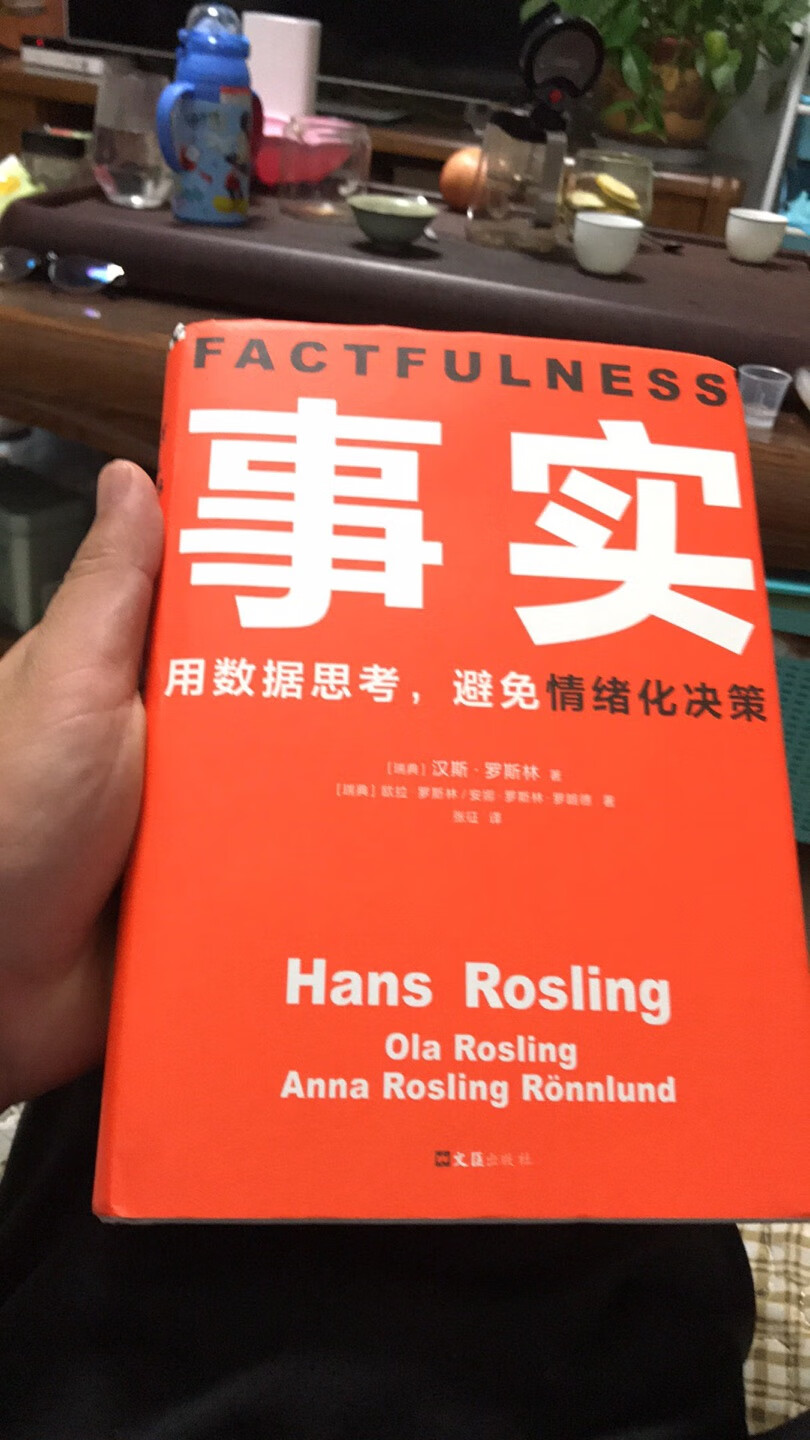 FACTFULNESS
事实
用数据思考，避免情绪化决策
[瑞典] 汉斯·罗斯林 著
[瑞典] 欧拉·罗斯林/安娜·罗斯林·罗朗德 著
张征 译
Hans Rosling
Ola Rosling
Anna Rosling Rönnlund
文匯出版社